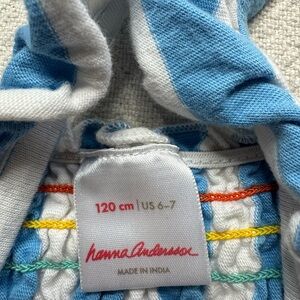 120 cm | US 6-7
hanna andersson
MADE IN INDIA